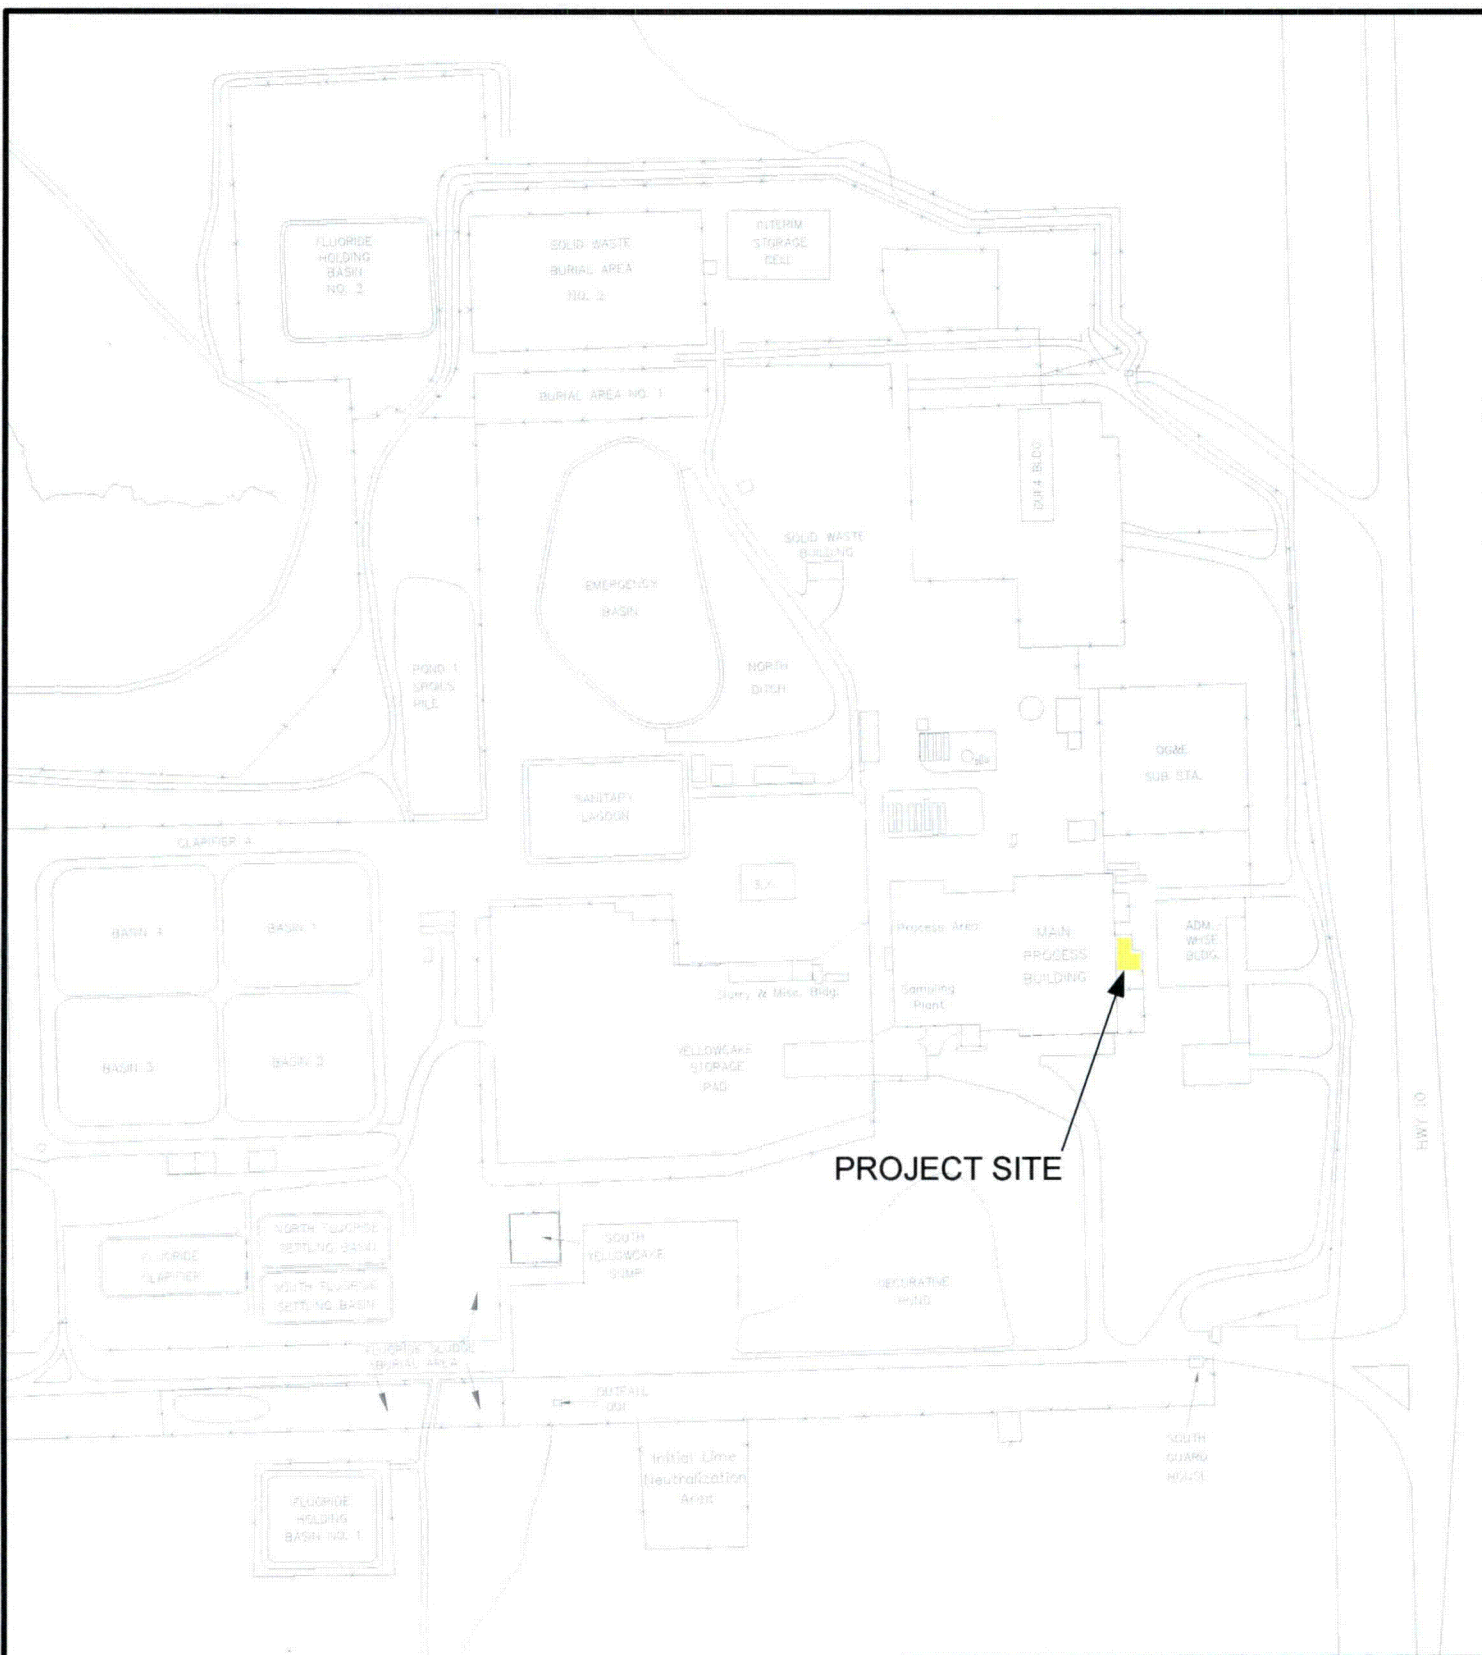 FLUORIDE
HOLDING
BASIN
NO. 2
SOLID WASTE
BURIAL AREA
NO. 2
INTERIM
STORAGE
CELL
BURIAL AREA NO. 1
DUF4 BLDG
SOLID WASTE
BUILDING
EMERGENCY
BASIN
NORTH
DITCH
POND 1
SPOILS
PILE
OG&E
SUB STA.
SANITARY
LAGOON
CLARIFIER A
BASIN 4
BASIN 1
Process Area
MAIN
PROCESS
BUILDING
ADM.
WHSE
BLDG.
Sampling
Plant
Slurry & Misc. Bldg.
BASIN 3
BASIN 2
YELLOWCAKE
STORAGE
PAD
HWY 10
PROJECT SITE
NORTH FLUORIDE
SETTLING BASIN
FLUORIDE
CLARIFIER
SOUTH FLUORIDE
SETTLING BASIN
SOUTH
YELLOWCAKE
SUMP
DECORATIVE
POND
FLUORIDE SLUDGE
BURIAL AREA
OUTFALL
001
Initial Lime
Neutralization
SOUTH
GUARD
HOUSE
FLUORIDE
HOLDING
BASIN NO. 1